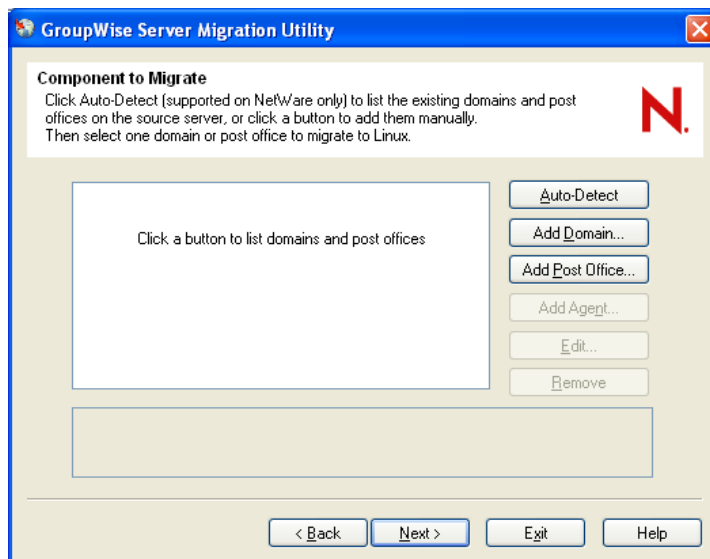 GroupWise Server Migration Utility
Component to Migrate
Click Auto-Detect (supported on NetWare only) to list the existing domains and post
offices on the source server, or click a button to add them manually.
Then select one domain or post office to migrate to Linux.
N.
Click a button to list domains and post offices
Auto-Detect
Add Domain...
Add Post Office...
Add Agent...
Edit...
Remove
< Back
Next >
Exit
Help